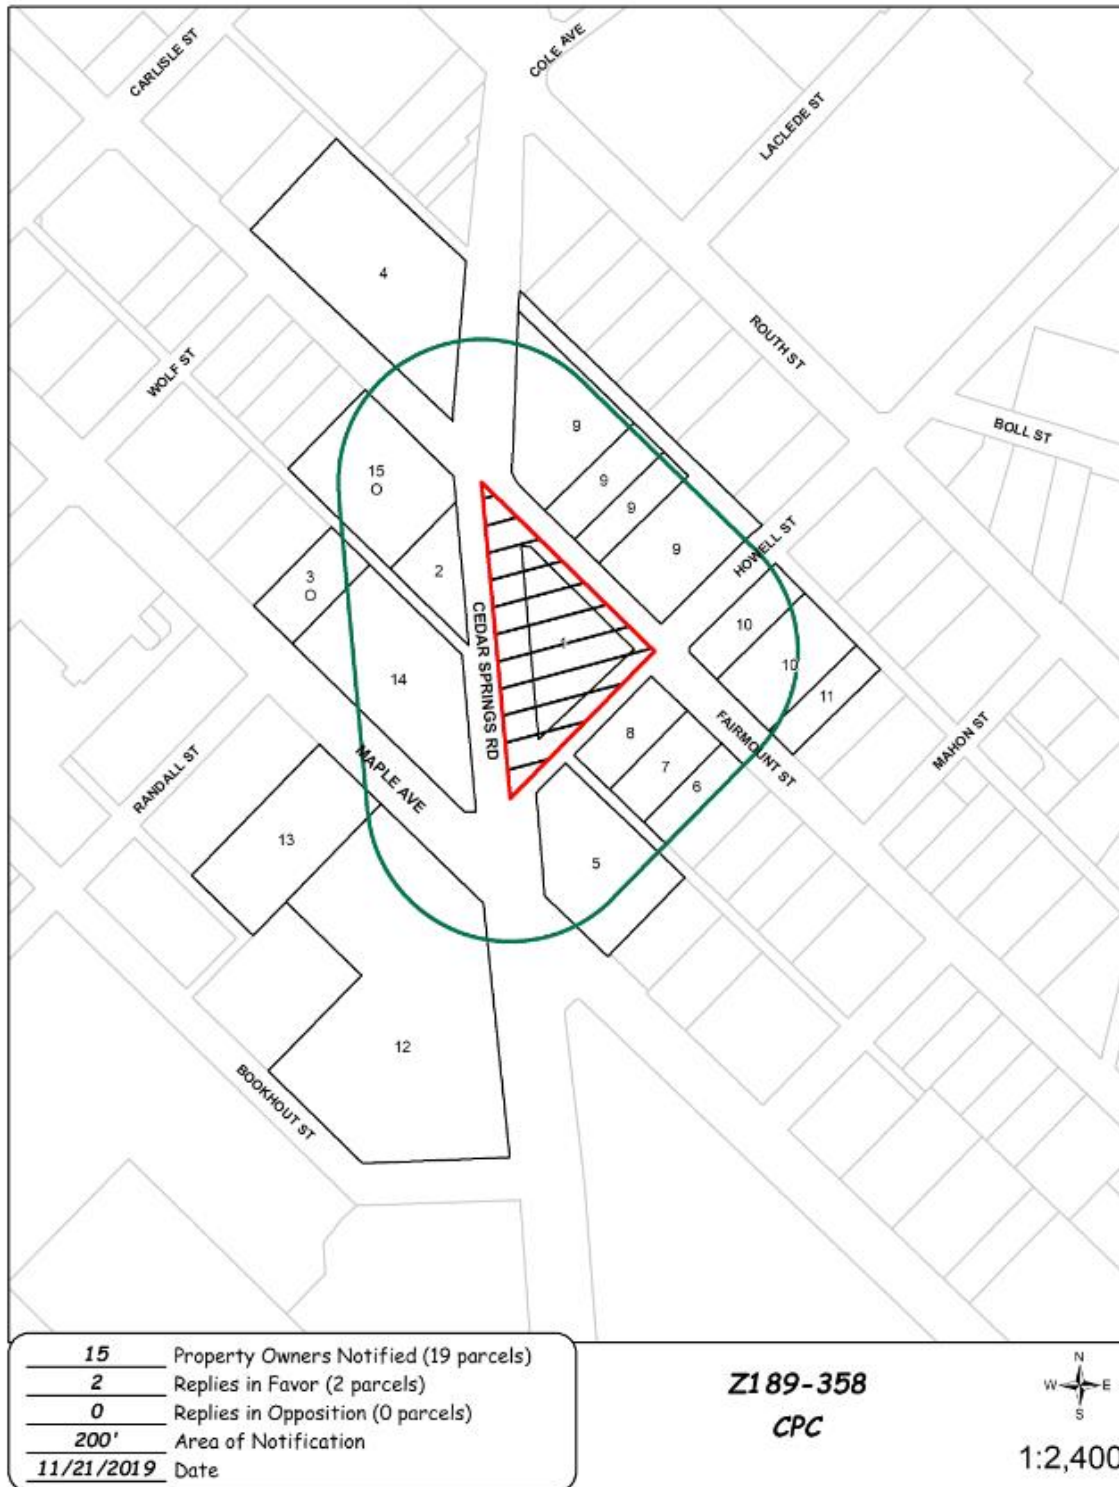 CARLISLE ST
COLE AVE
LACLEDE ST
4
ROUTH ST
WOLF ST
BOLL ST
9
15
O
9
9
9
HOWELL ST
2
3
O
CEDAR SPRINGS RD
1
10
14
10
11
8
FAIRMOUNT ST
7
MAHON ST
6
RANDALL ST
MAPLE AVE
13
5
12
BOOKHOUT ST
15 Property Owners Notified (19 parcels)
2 Replies in Favor (2 parcels)
0 Replies in Opposition (0 parcels)
200' Area of Notification
11/21/2019 Date
Z189-358
CPC
N
W E
S
1:2,400